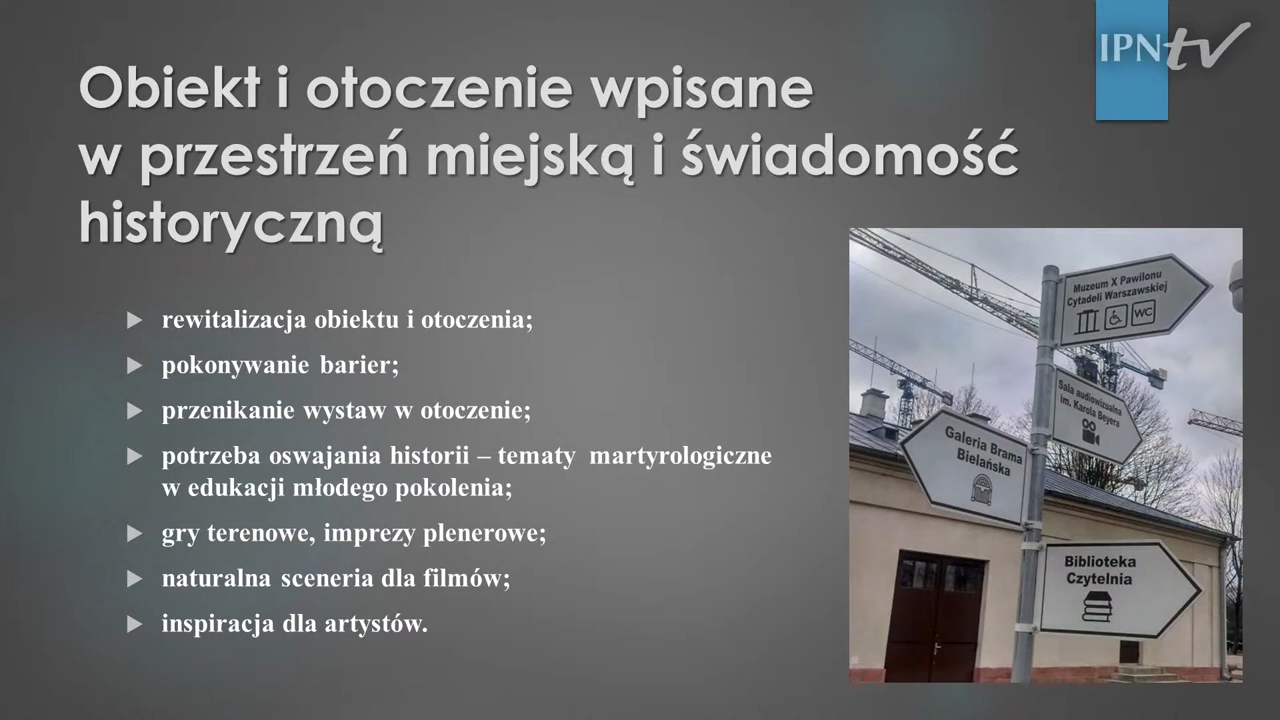 IPNtv
Obiekt i otoczenie wpisane
w przestrzeń miejską i świadomość
historyczną
rewitalizacja obiektu i otoczenia;
pokonywanie barier;
przenikanie wystaw w otoczenie;
potrzeba oswajania historii – tematy martyrologiczne
w edukacji młodego pokolenia;
gry terenowe, imprezy plenerowe;
naturalna sceneria dla filmów;
inspiracja dla artystów.
Muzeum X Pawilonu
Cytadeli Warszawskiej
WC
Sala audiowizualna
im. Karola Beyera
Galeria Brama
Bielańska
Biblioteka
Czytelnia